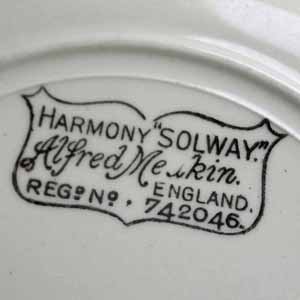 HARMONY "SOLWAY."
Alfred Meakin.
ENGLAND.
REGD NO. 742046.